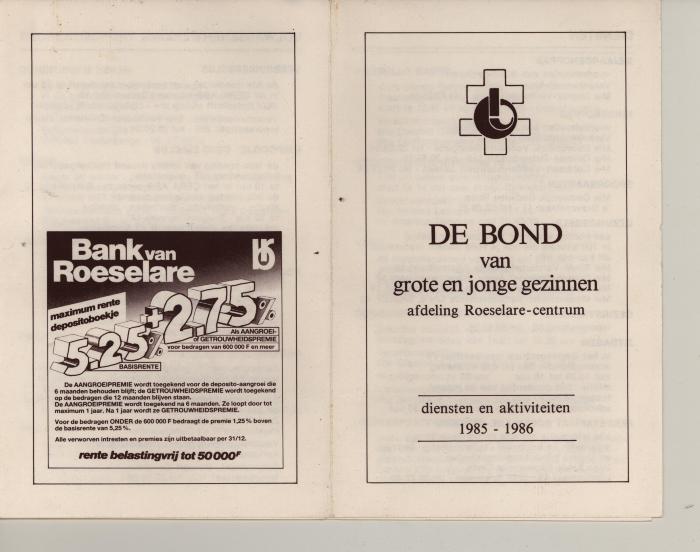 Bank van
Roeselare
maximum rente
depositoboekje
5,25%+2,75%
BASISRENTE
Als AANGROEI-
of GETROUWHEIDSPREMIE
voor bedragen van 600 000 F en meer
De AANGROEIPREMIE wordt toegekend voor de deposito-aangroei die
6 maanden behouden blijft; de GETROUWHEIDSPREMIE wordt toegekend
op de bedragen die 12 maanden blijven staan.
De AANGROEIPREMIE wordt toegekend na 6 maanden. Ze loopt door tot
maximum 1 jaar. Na 1 jaar wordt ze GETROUWHEIDSPREMIE.
Voor de bedragen ONDER de 600 000 F bedraagt de premie 1,25 % boven
de basisrente van 5,25%.
Alle verworven intresten en premies zijn uitbetaalbaar per 31/12.
rente belastingvrij tot 50 000F
DE BOND
van
grote en jonge gezinnen
afdeling Roeselare-centrum
diensten en aktiviteiten
1985 - 1986